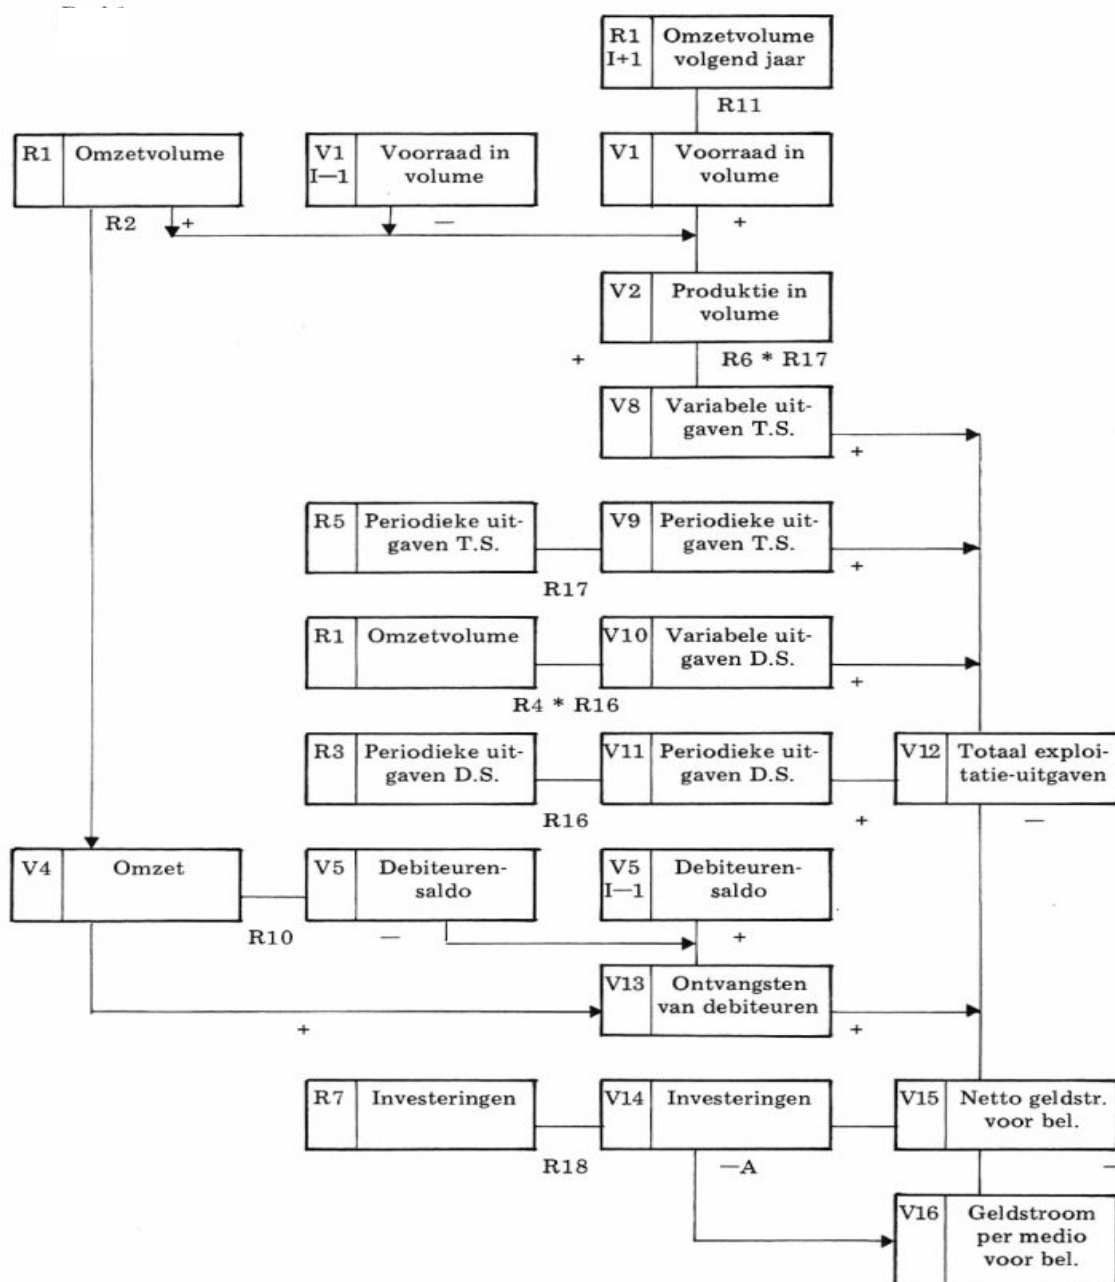 R1 Omzetvolume
I+1 volgend jaar
R11
R1 Omzetvolume
V1 Voorraad in
I—1 volume
V1 Voorraad in
volume
R2 + — +
V2 Produktie in
volume
+ R6 * R17
V8 Variabele uit-
gaven T.S.
+
R5 Periodieke uit-
gaven T.S.
V9 Periodieke uit-
gaven T.S.
+
R17
R1 Omzetvolume
V10 Variabele uit-
gaven D.S.
+
R4 * R16
R3 Periodieke uit-
gaven D.S.
V11 Periodieke uit-
gaven D.S.
V12 Totaal exploi-
tatie-uitgaven
R16 + —
V4 Omzet
V5 Debiteuren-
saldo
V5 Debiteuren-
I—1 saldo
R10 — +
V13 Ontvangsten
van debiteuren
+ +
R7 Investeringen
V14 Investeringen
V15 Netto geldstr.
voor bel.
R18 —A —
V16 Geldstroom
per medio
voor bel.